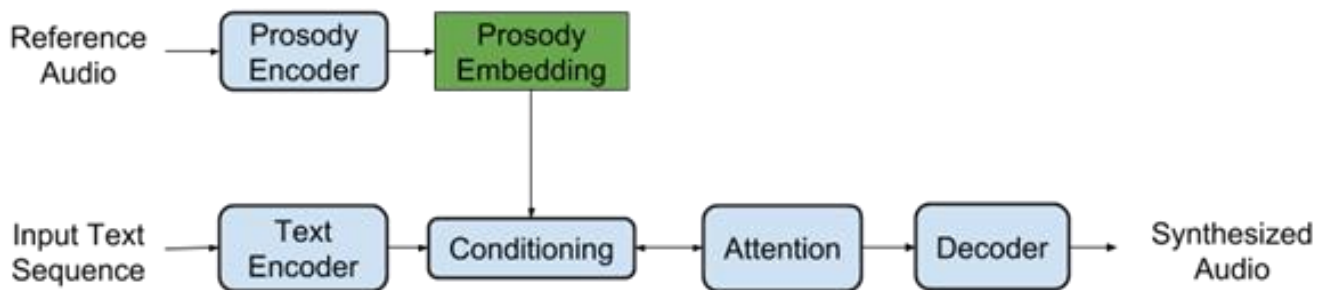 Reference
Audio
Prosody
Encoder
Prosody
Embedding
Input Text
Sequence
Text
Encoder
Conditioning
Attention
Decoder
Synthesized
Audio